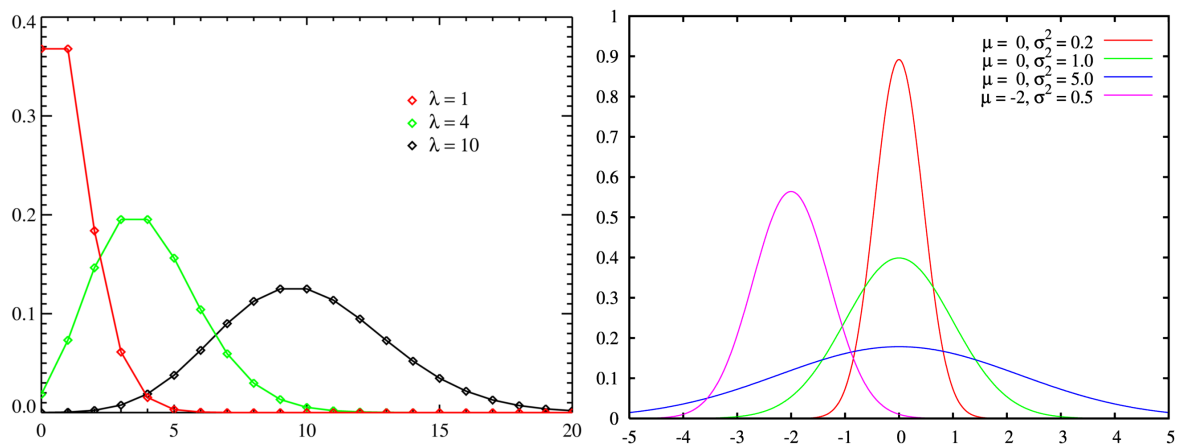 0.4
0.3
0.2
0.1
0.0
0 5 10 15 20
λ = 1
λ = 4
λ = 10
1
0.9
0.8
0.7
0.6
0.5
0.4
0.3
0.2
0.1
0
-5 -4 -3 -2 -1 0 1 2 3 4 5
μ = 0, σ² = 0.2
μ = 0, σ² = 1.0
μ = 0, σ² = 5.0
μ = -2, σ² = 0.5